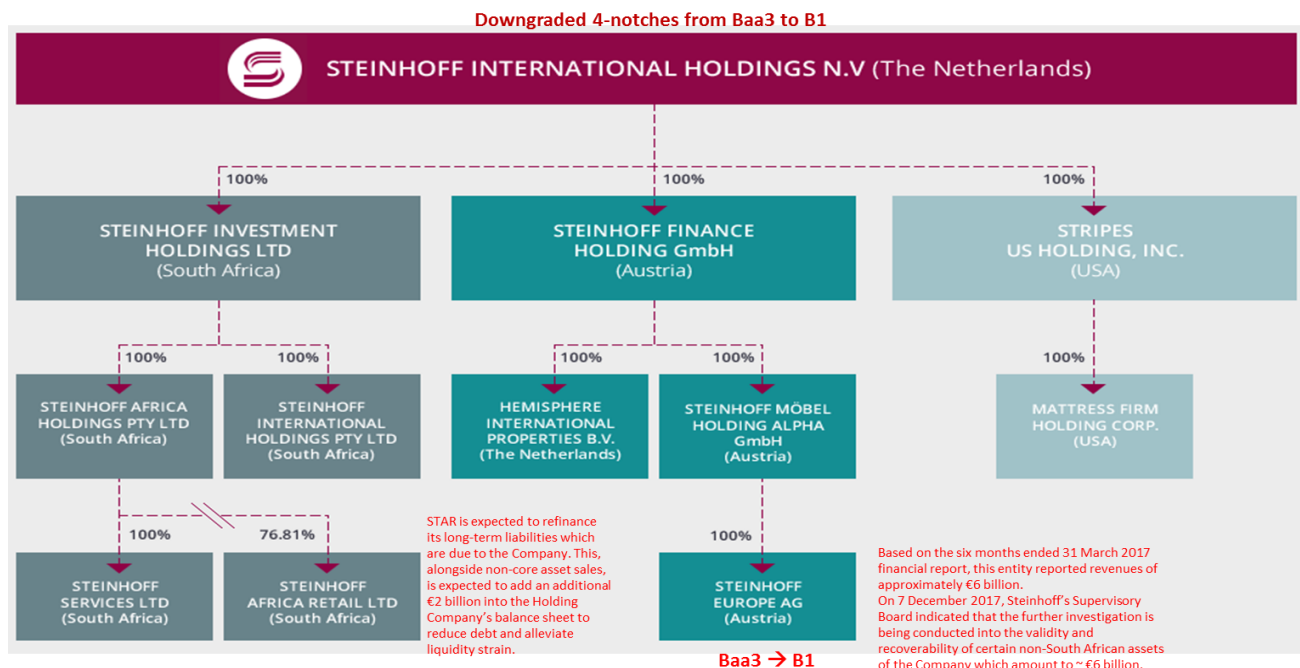 Downgraded 4-notches from Baa3 to B1
STEINHOFF INTERNATIONAL HOLDINGS N.V (The Netherlands)
100%
100%
100%
STEINHOFF INVESTMENT
HOLDINGS LTD
(South Africa)
STEINHOFF FINANCE
HOLDING GmbH
(Austria)
STRIPES
US HOLDING, INC.
(USA)
100%
100%
100%
100%
100%
STEINHOFF AFRICA
HOLDINGS PTY LTD
(South Africa)
STEINHOFF
INTERNATIONAL
HOLDINGS PTY LTD
(South Africa)
HEMISPHERE
INTERNATIONAL
PROPERTIES B.V.
(The Netherlands)
STEINHOFF MÖBEL
HOLDING ALPHA
GmbH
(Austria)
MATTRESS FIRM
HOLDING CORP.
(USA)
100%
76.81%
100%
STEINHOFF
SERVICES LTD
(South Africa)
STEINHOFF
AFRICA RETAIL LTD
(South Africa)
STAR is expected to refinance
its long-term liabilities which
are due to the Company. This,
alongside non-core asset sales,
is expected to add an additional
€2 billion into the Holding
Company's balance sheet to
reduce debt and alleviate
liquidity strain.
STEINHOFF
EUROPE AG
(Austria)
Baa3 → B1
Based on the six months ended 31 March 2017
financial report, this entity reported revenues of
approximately €6 billion.
On 7 December 2017, Steinhoff's Supervisory
Board indicated that the further investigation is
being conducted into the validity and
recoverability of certain non-South African assets
of the Company which amount to ~ €6 billion.